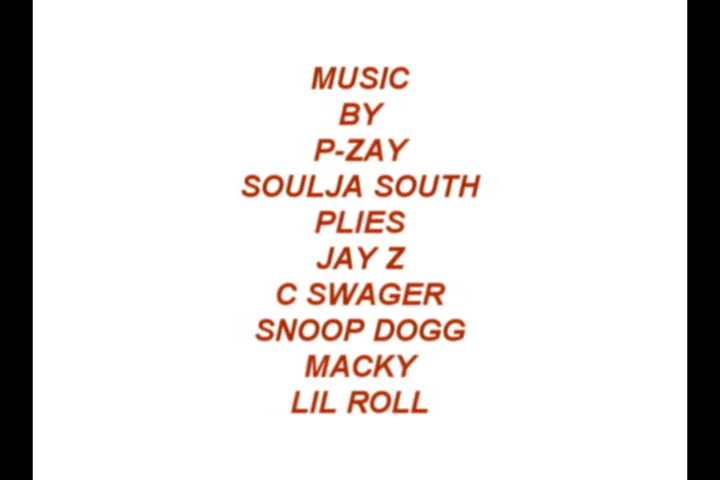 MUSIC
BY
P-ZAY
SOULJA SOUTH
PLIES
JAY Z
C SWAGER
SNOOP DOGG
MACKY
LIL ROLL